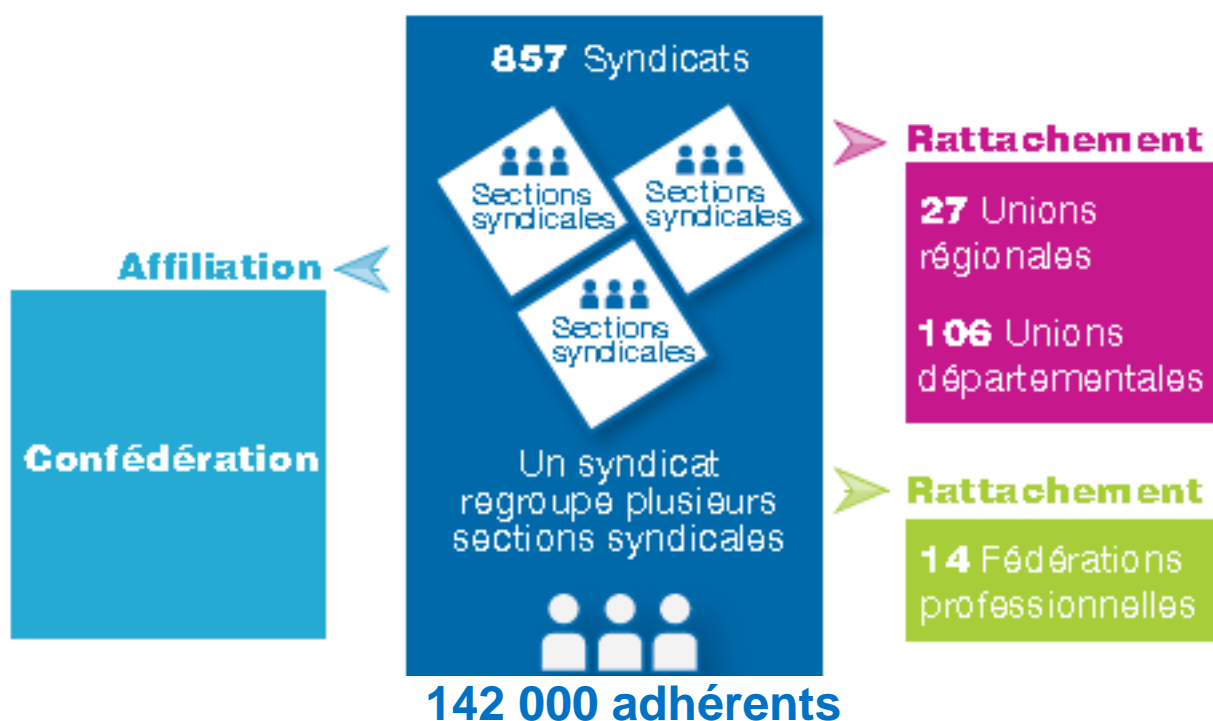 857 Syndicats
Sections
syndicales
Sections
syndicales
Sections
syndicales
Un syndicat
regroupe plusieurs
sections syndicales
142 000 adhérents
Affiliation
Confédération
Rattachement
27 Unions
régionales
106 Unions
départementales
Rattachement
14 Fédérations
professionnelles